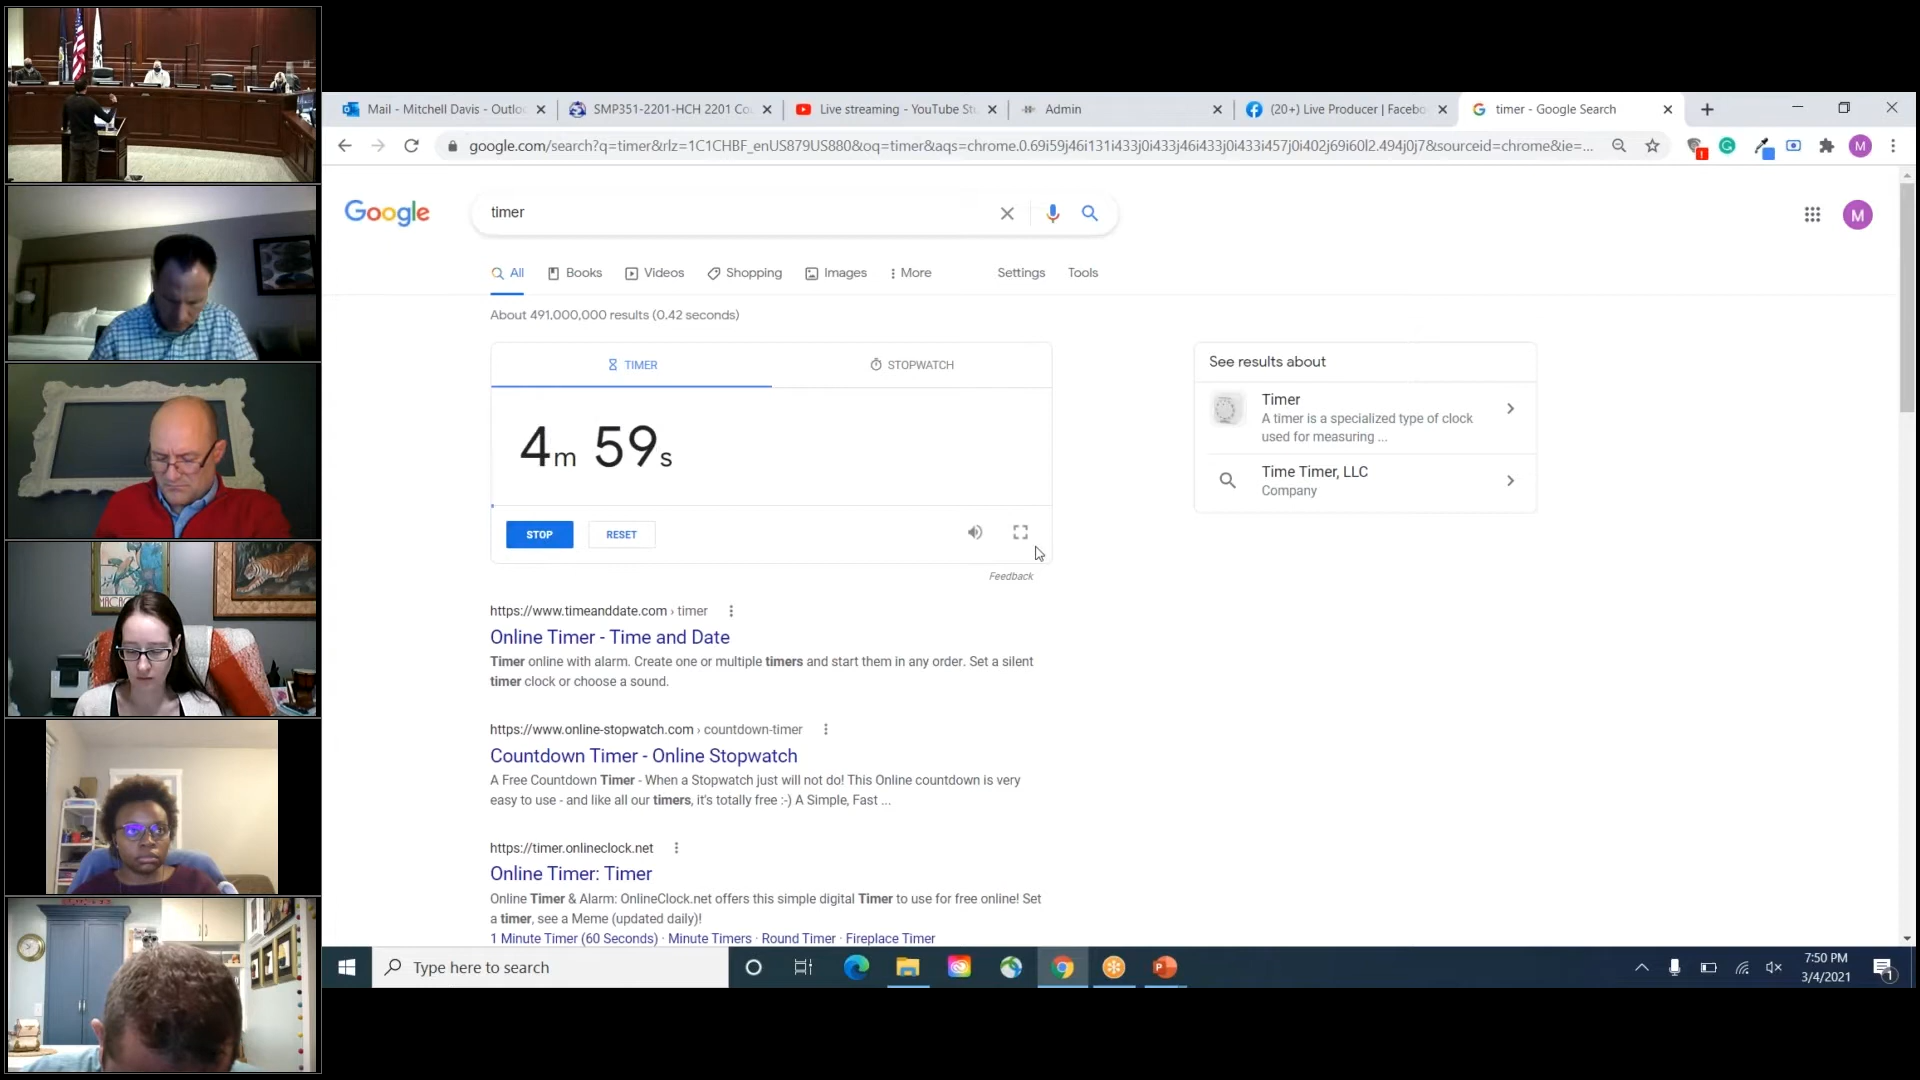 Mail - Mitchell Davis - Outlo
SMP351-2201-HCH 2201 Co
Live streaming - YouTube St
Admin
(20+) Live Producer | Facebo
timer - Google Search
google.com/search?q=timer&rlz=1C1CHBF_enUS879US880&oq=timer&aqs=chrome.0.69i59j46i131i433j0i433j46i433j0i433i457j0i402j69i60l2.494j0j7&sourceid=chrome&ie=...
M
Google
timer
M
All
Books
Videos
Shopping
Images
More
Settings
Tools
About 491,000,000 results (0.42 seconds)
TIMER
STOPWATCH
4m 59s
STOP
RESET
Feedback
See results about
Timer
A timer is a specialized type of clock
used for measuring ...
Time Timer, LLC
Company
https://www.timeanddate.com › timer
Online Timer - Time and Date
Timer online with alarm. Create one or multiple timers and start them in any order. Set a silent
timer clock or choose a sound.
https://www.online-stopwatch.com › countdown-timer
Countdown Timer - Online Stopwatch
A Free Countdown Timer - When a Stopwatch just will not do! This Online countdown is very
easy to use - and like all our timers, it's totally free :-) A Simple, Fast ...
https://timer.onlineclock.net
Online Timer: Timer
Online Timer & Alarm: OnlineClock.net offers this simple digital Timer to use for free online! Set
a timer, see a Meme (updated daily)!
1 Minute Timer (60 Seconds) · Minute Timers · Round Timer · Fireplace Timer
Type here to search
7:50 PM
3/4/2021
1